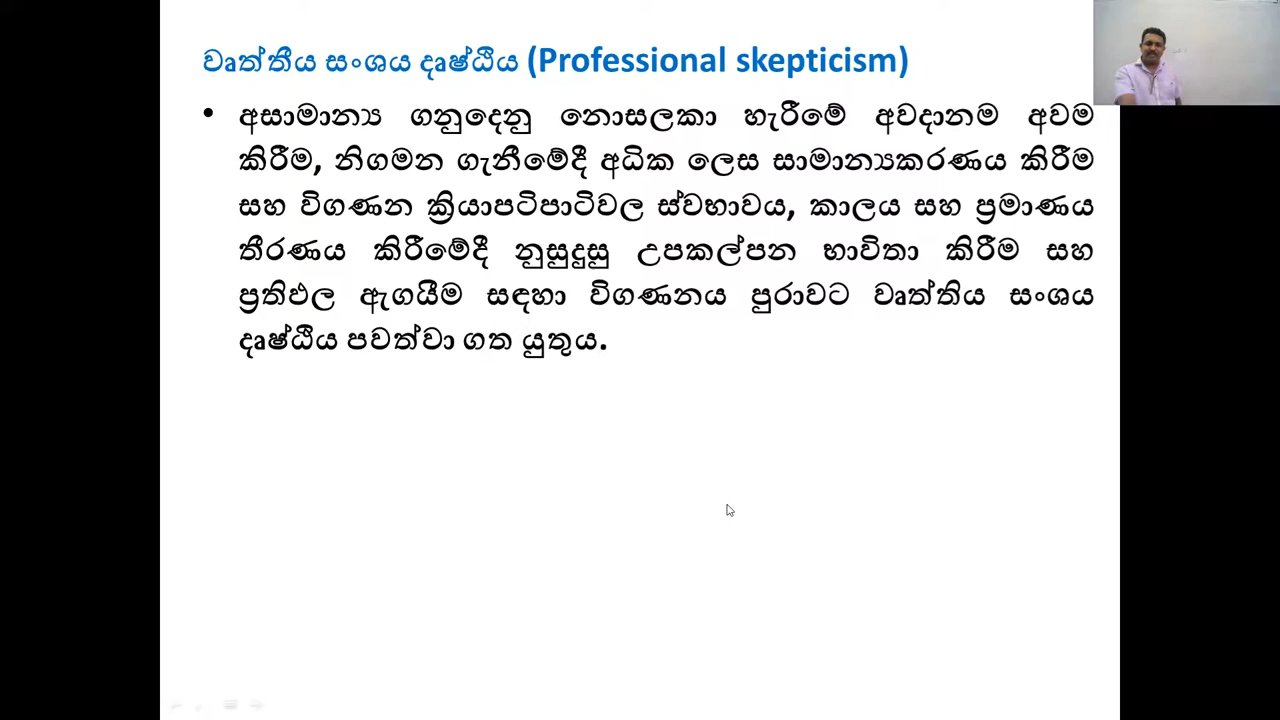 වෘත්තීය සංශය දෘෂ්ඨිය (Professional skepticism)
• අසාමාන්‍ය ගනුදෙනු නොසලකා හැරීමේ අවදානම අවම
කිරීම, නිගමන ගැනීමේදී අධික ලෙස සාමාන්‍යකරණය කිරීම
සහ විගණන ක්‍රියාපටිපාටිවල ස්වභාවය, කාලය සහ ප්‍රමාණය
තීරණය කිරීමේදී නුසුදුසු උපකල්පන භාවිතා කිරීම සහ
ප්‍රතිඵල ඇගයීම සඳහා විගණනය පුරාවට වෘත්තිය සංශය
දෘෂ්ඨිය පවත්වා ගත යුතුය.